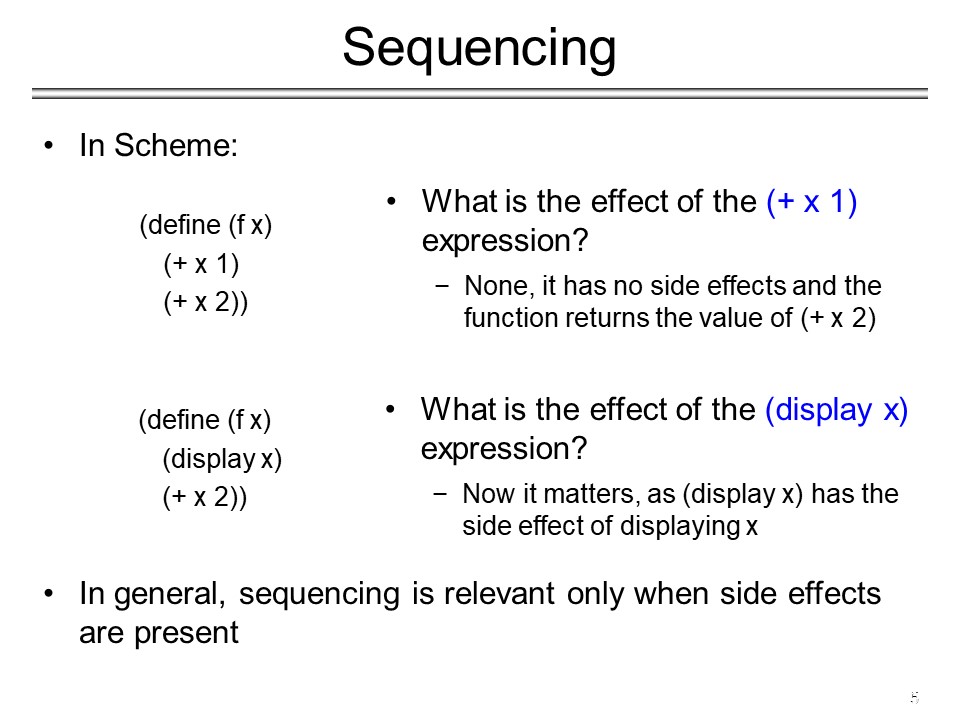 Sequencing
• In Scheme:
(define (f x)
(+ x 1)
(+ x 2))
• What is the effect of the (+ x 1)
expression?
– None, it has no side effects and the
function returns the value of (+ x 2)
(define (f x)
(display x)
(+ x 2))
• What is the effect of the (display x)
expression?
– Now it matters, as (display x) has the
side effect of displaying x
• In general, sequencing is relevant only when side effects
are present